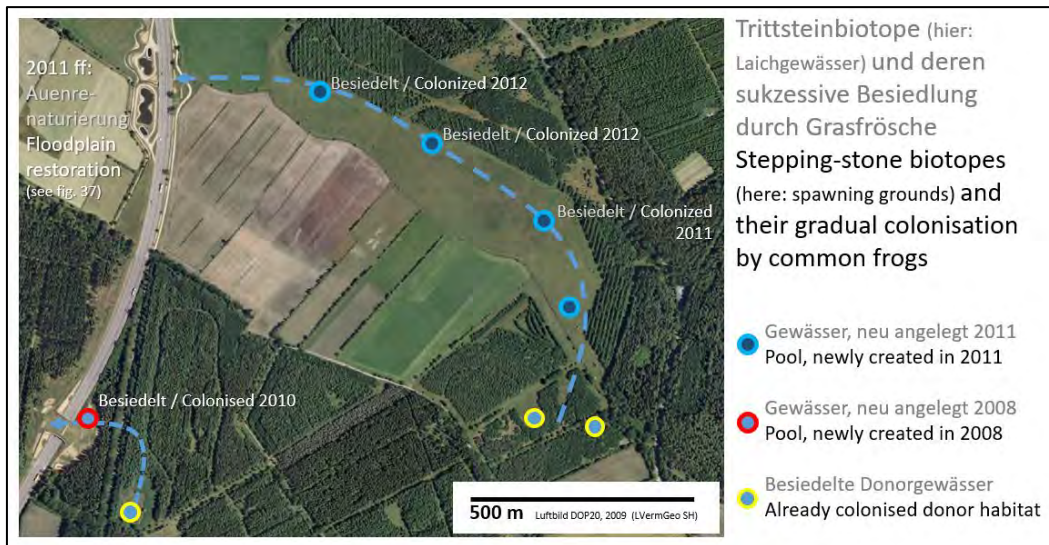 2011 ff:
Auenre-
naturierung
Floodplain
restoration
(see fig. 37)
Besiedelt / Colonized 2012
Besiedelt / Colonized 2012
Besiedelt / Colonized
2011
Besiedelt / Colonised 2010
500 m Luftbild DOP20, 2009 (LVermGeo SH)
Trittsteinbiotope (hier:
Laichgewässer) und deren
sukzessive Besiedlung
durch Grasfrösche
Stepping-stone biotopes
(here: spawning grounds) and
their gradual colonisation
by common frogs
Gewässer, neu angelegt 2011
Pool, newly created in 2011
Gewässer, neu angelegt 2008
Pool, newly created in 2008
Besiedelte Donorgewässer
Already colonised donor habitat